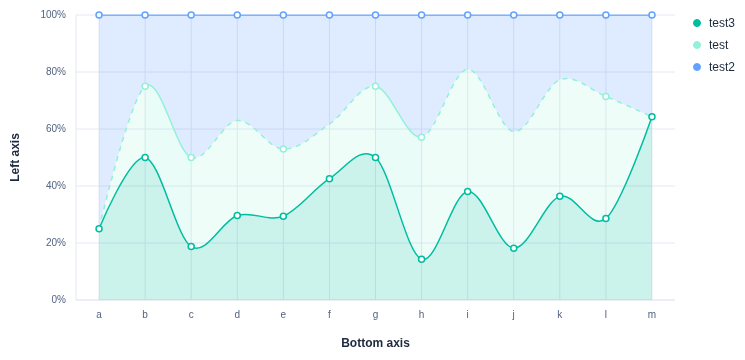 100%
80%
60%
40%
20%
0%
Left axis
a b c d e f g h i j k l m
Bottom axis
test3
test
test2